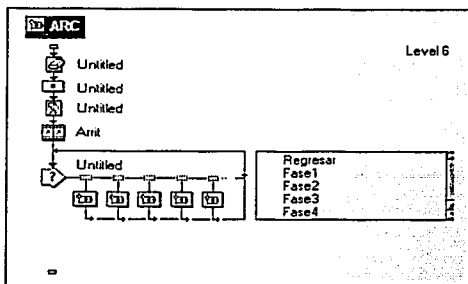 ARC
Level 6
Untitled
Untitled
Untitled
Arrit
Untitled
?
Regresar
Fase1
Fase2
Fase3
Fase4